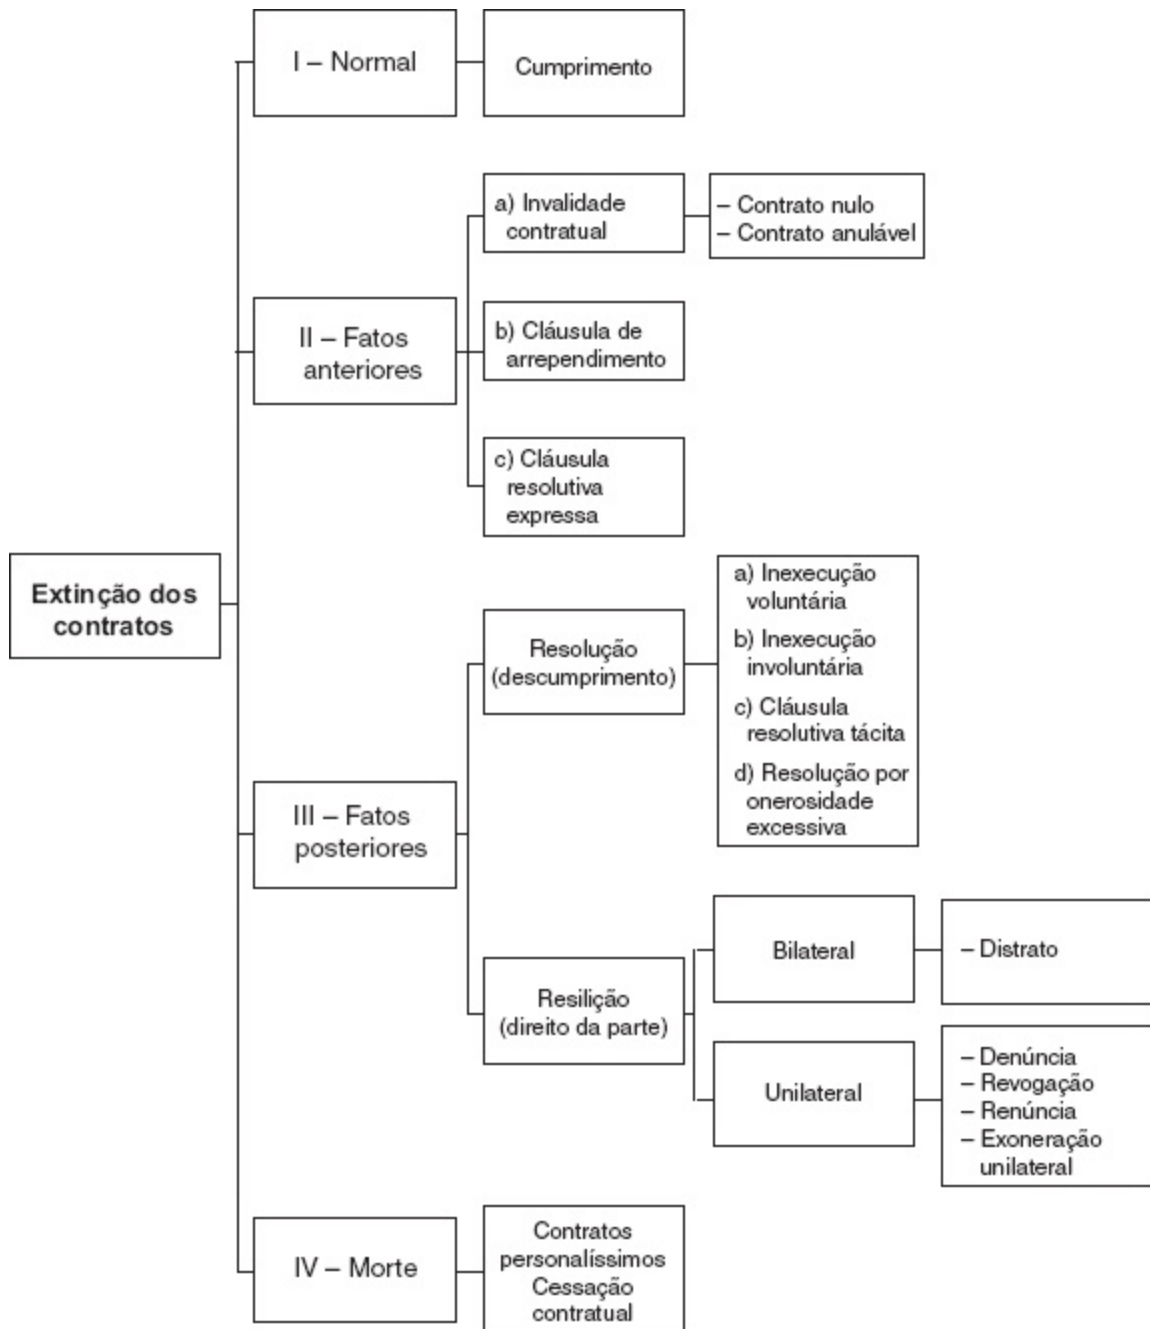 I – Normal
Cumprimento
a) Invalidade
contratual
– Contrato nulo
– Contrato anulável
II – Fatos
anteriores
b) Cláusula de
arrependimento
c) Cláusula
resolutiva
expressa
Extinção dos
contratos
III – Fatos
posteriores
Resolução
(descumprimento)
a) Inexecução
voluntária
b) Inexecução
involuntária
c) Cláusula
resolutiva tácita
d) Resolução por
onerosidade
excessiva
Resilição
(direito da parte)
Bilateral
– Distrato
Unilateral
– Denúncia
– Revogação
– Renúncia
– Exoneração
unilateral
IV – Morte
Contratos
personalíssimos
Cessação
contratual